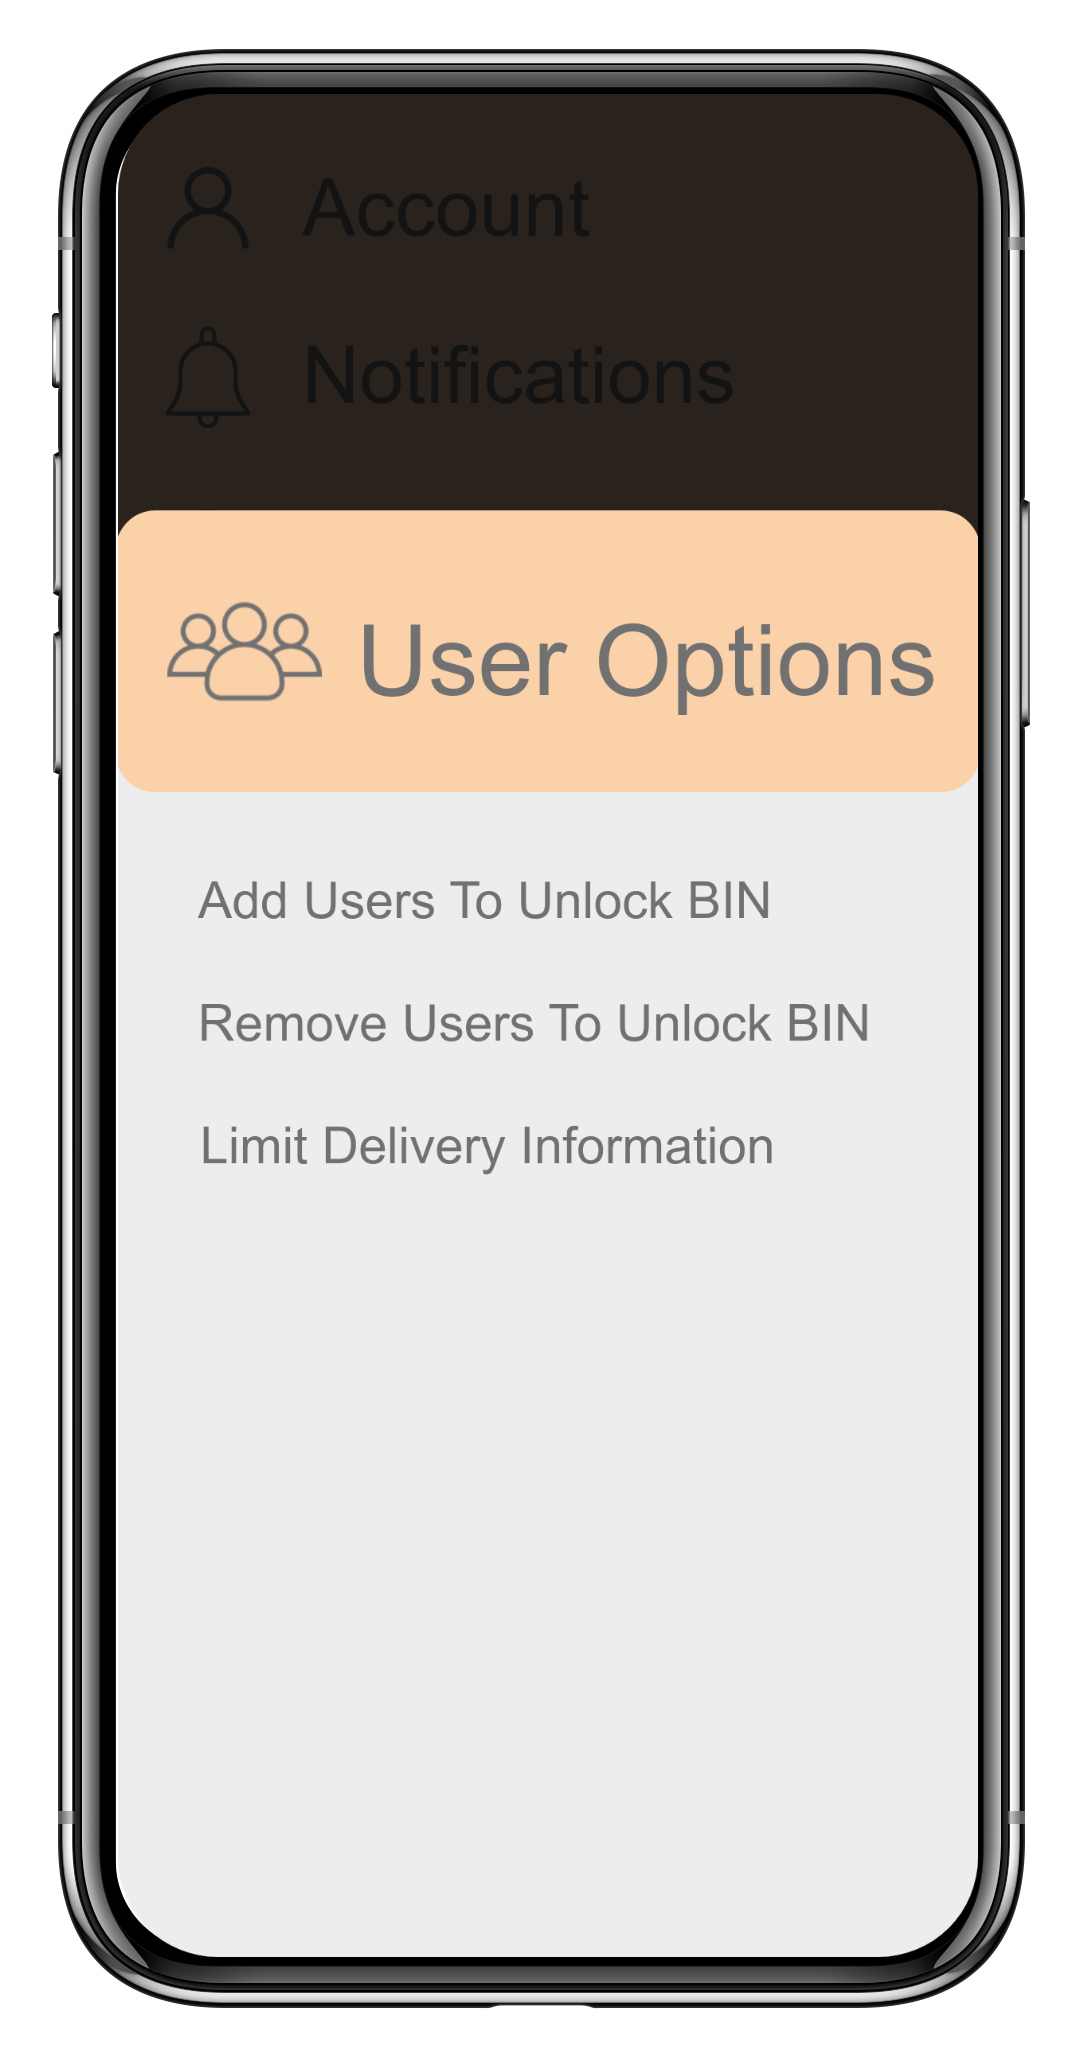 Account
Notifications
User Options
Add Users To Unlock BIN
Remove Users To Unlock BIN
Limit Delivery Information